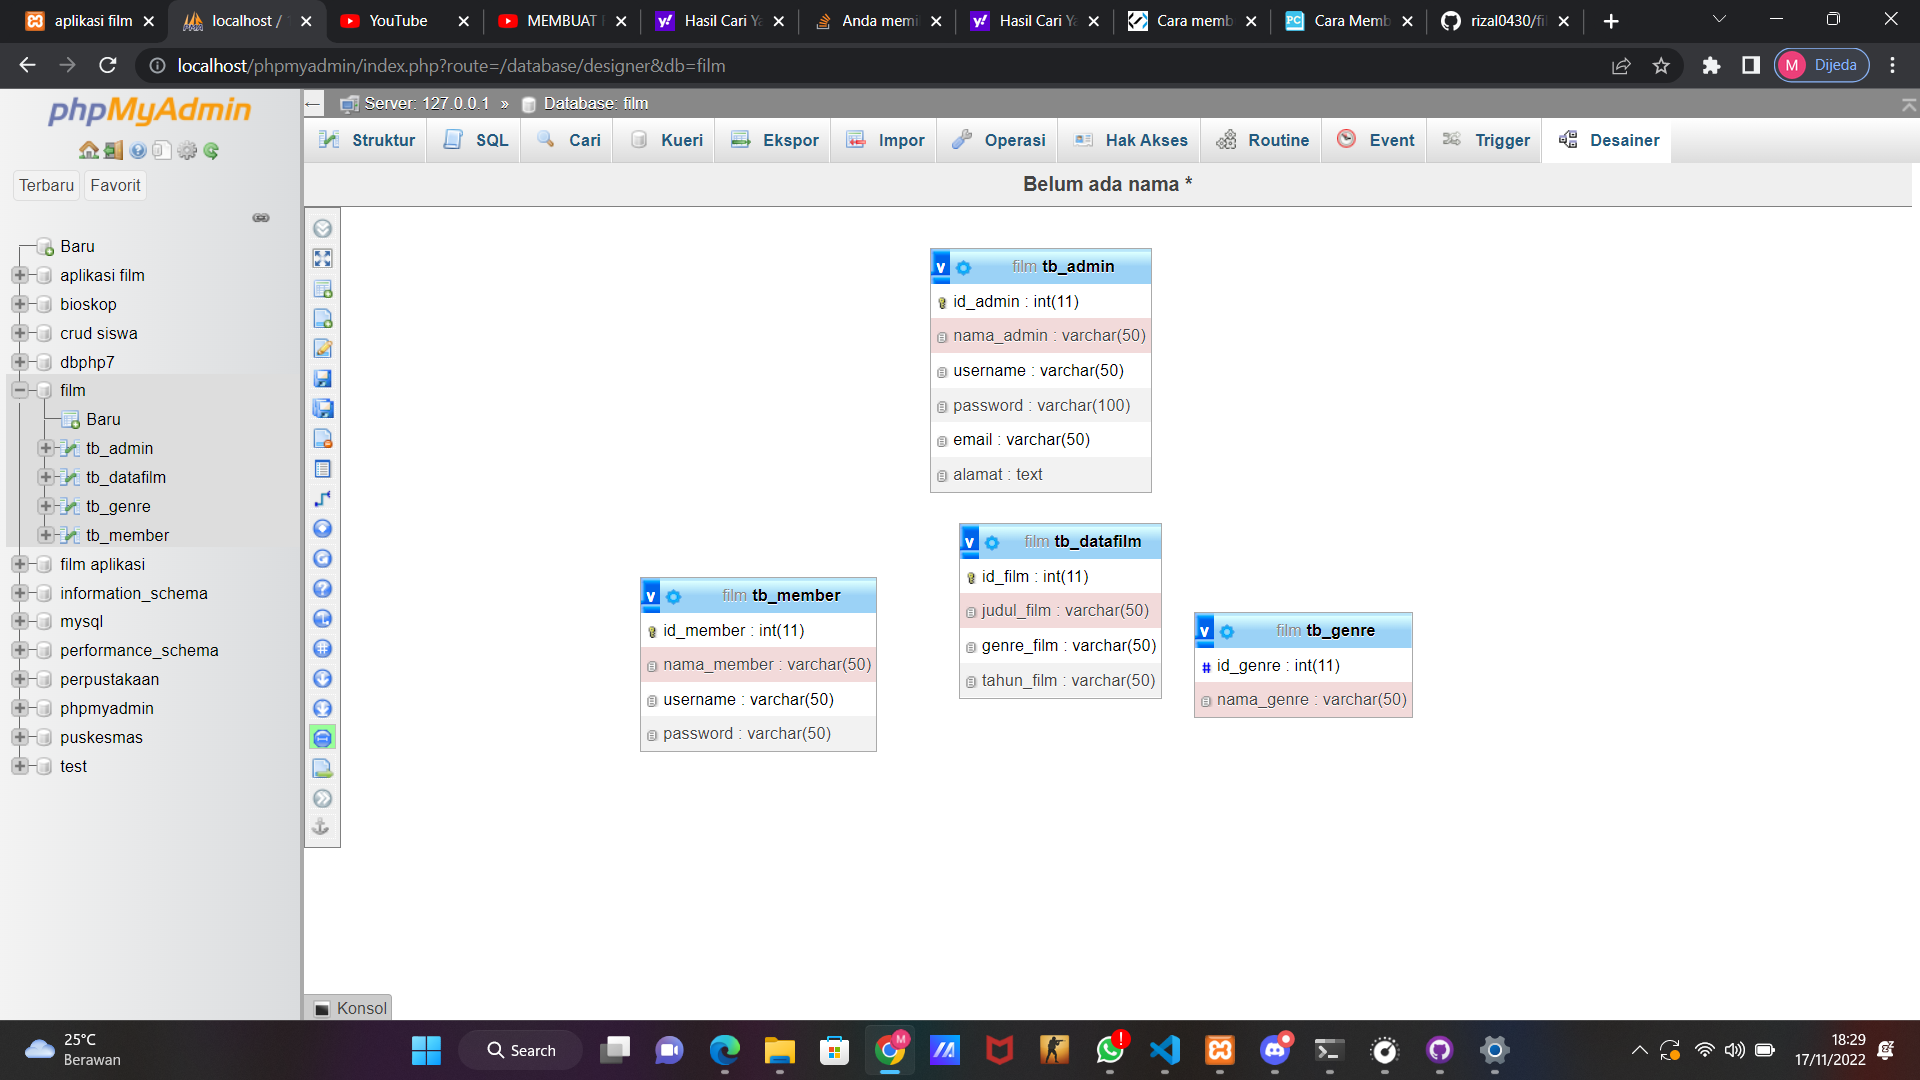 aplikasi film
localhost /
YouTube
MEMBUAT
Hasil Cari Ya
Anda memi
Hasil Cari Ya
Cara memb
Cara Memb
rizal0430/fil
localhost/phpmyadmin/index.php?route=/database/designer&db=film
M Dijeda
phpMyAdmin
Terbaru Favorit
Baru
aplikasi film
bioskop
crud siswa
dbphp7
film
Baru
tb_admin
tb_datafilm
tb_genre
tb_member
film aplikasi
information_schema
mysql
performance_schema
perpustakaan
phpmyadmin
puskesmas
test
Server: 127.0.0.1 » Database: film
Struktur SQL Cari Kueri Ekspor Impor Operasi Hak Akses Routine Event Trigger Desainer
Belum ada nama *
v film tb_admin
id_admin : int(11)
nama_admin : varchar(50)
username : varchar(50)
password : varchar(100)
email : varchar(50)
alamat : text
v film tb_datafilm
id_film : int(11)
judul_film : varchar(50)
genre_film : varchar(50)
tahun_film : varchar(50)
v film tb_member
id_member : int(11)
nama_member : varchar(50)
username : varchar(50)
password : varchar(50)
v film tb_genre
# id_genre : int(11)
nama_genre : varchar(50)
Konsol
25°C
Berawan
Search
M
18:29
17/11/2022